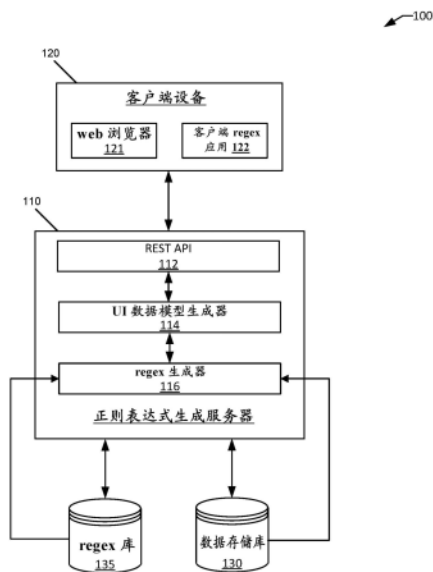 100
120
客户端设备
web 浏览器
121
客户端 regex
应用 122
110
REST API
112
UI 数据模型生成器
114
regex 生成器
116
正则表达式生成服务器
regex 库
135
数据存储库
130